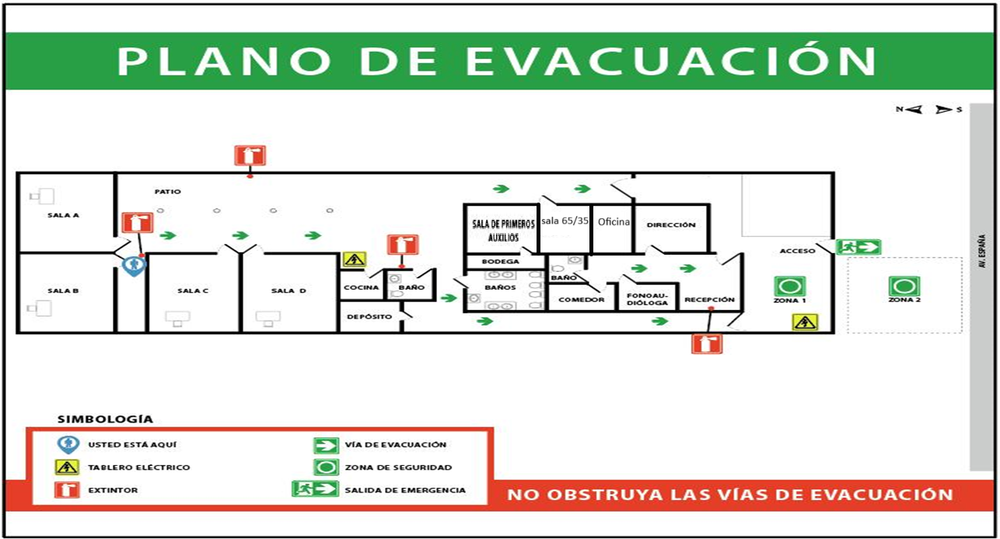 PLANO DE EVACUACIÓN
N S
PATIO
SALA A
SALA DE PRIMEROS
AUXILIOS
sala 65/35
Oficina
DIRECCIÓN
ACCESO
AV. ESPAÑA
BODEGA
SALA B
SALA C
SALA D
COCINA
BAÑO
BAÑOS
BAÑO
COMEDOR
FONOAU-
DIÓLOGA
RECEPCIÓN
ZONA 1
ZONA 2
DEPÓSITO
SIMBOLOGÍA
USTED ESTÁ AQUÍ
TABLERO ELÉCTRICO
EXTINTOR
VÍA DE EVACUACIÓN
ZONA DE SEGURIDAD
SALIDA DE EMERGENCIA
NO OBSTRUYA LAS VÍAS DE EVACUACIÓN